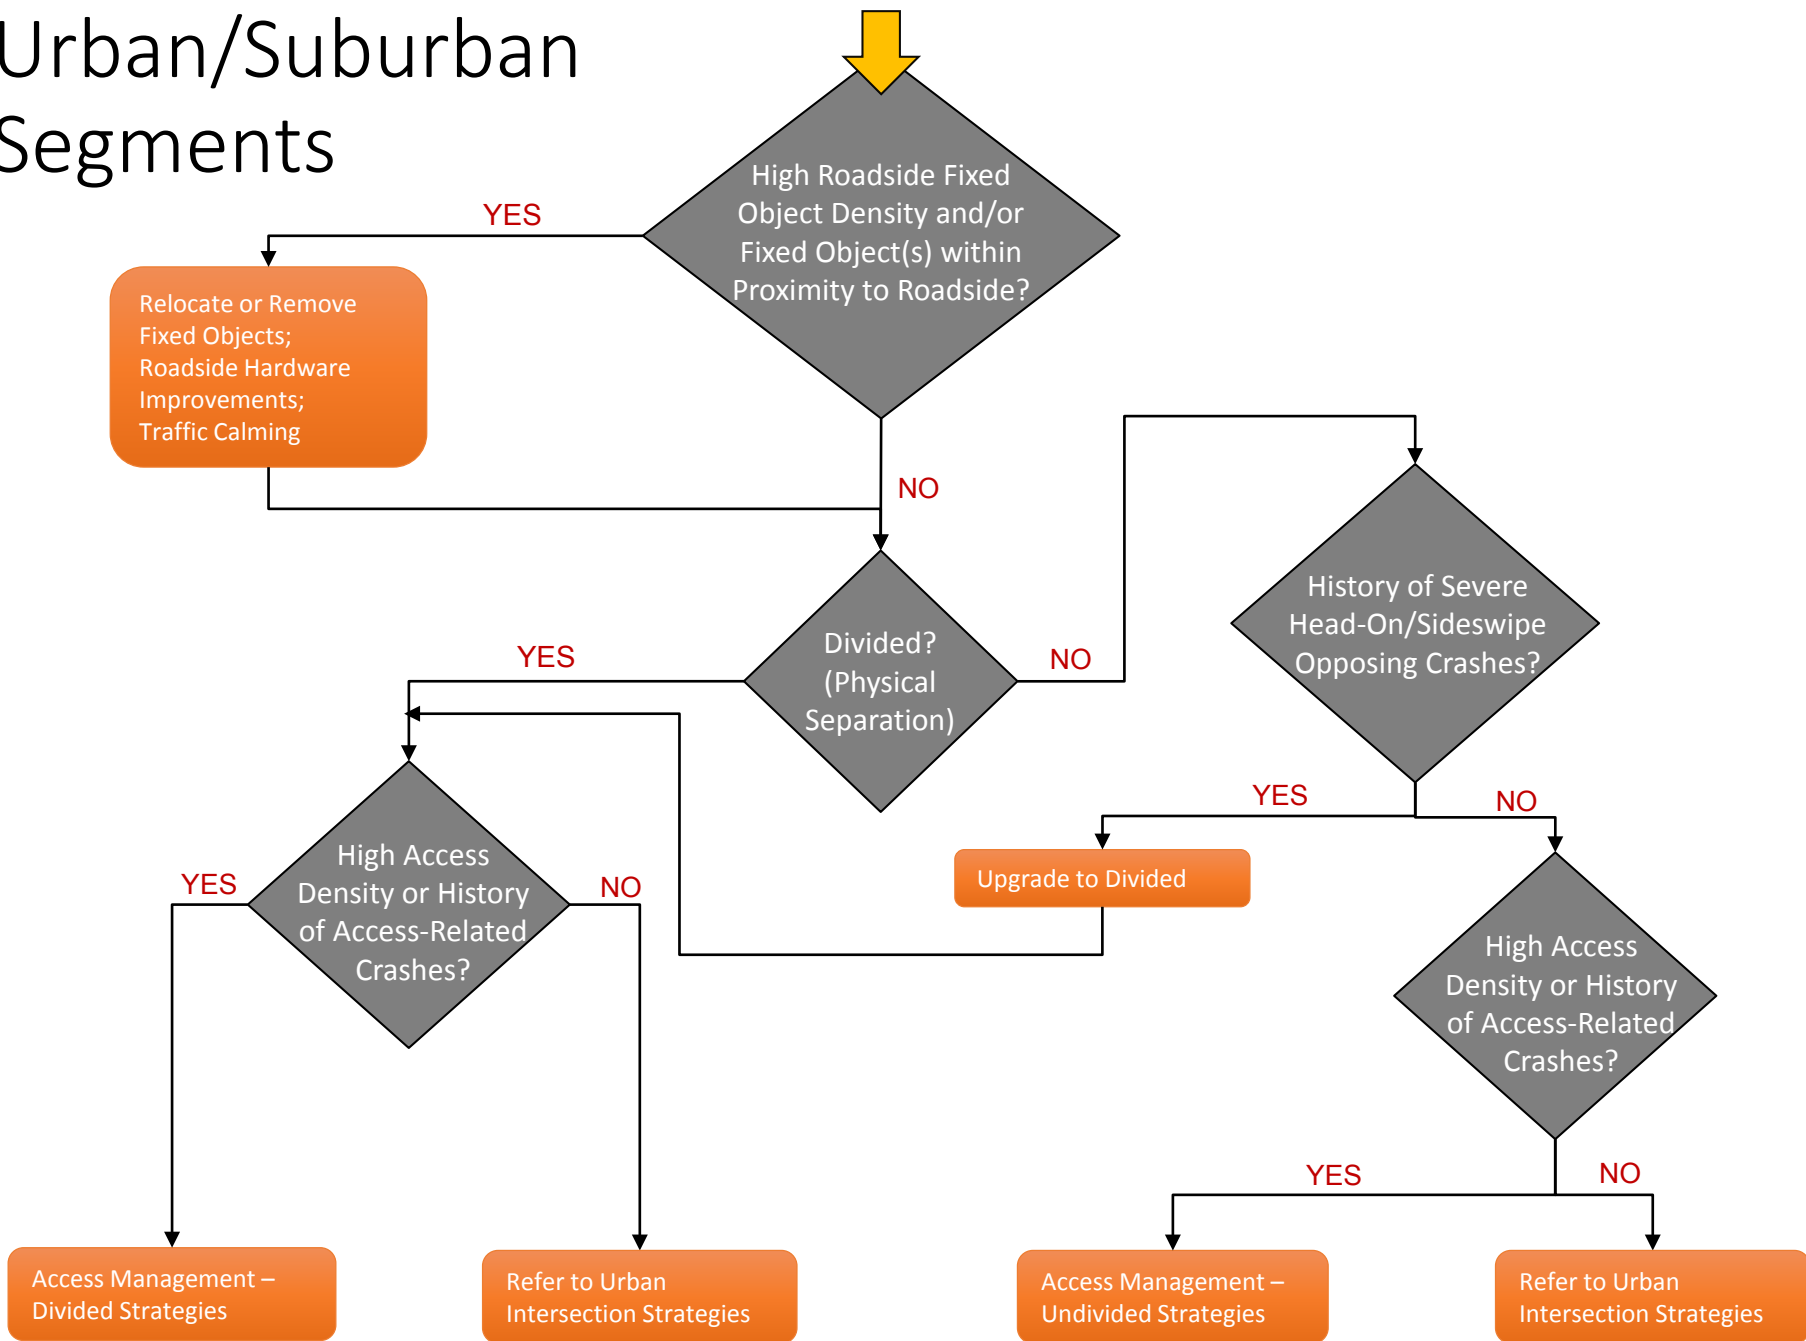 Urban/Suburban
Segments
High Roadside Fixed
Object Density and/or
Fixed Object(s) within
Proximity to Roadside?
YES
Relocate or Remove
Fixed Objects;
Roadside Hardware
Improvements;
Traffic Calming
NO
Divided?
(Physical
Separation)
YES
NO
History of Severe
Head-On/Sideswipe
Opposing Crashes?
YES
NO
Upgrade to Divided
High Access
Density or History
of Access-Related
Crashes?
YES
NO
High Access
Density or History
of Access-Related
Crashes?
YES
NO
Access Management –
Divided Strategies
Refer to Urban
Intersection Strategies
Access Management –
Undivided Strategies
Refer to Urban
Intersection Strategies